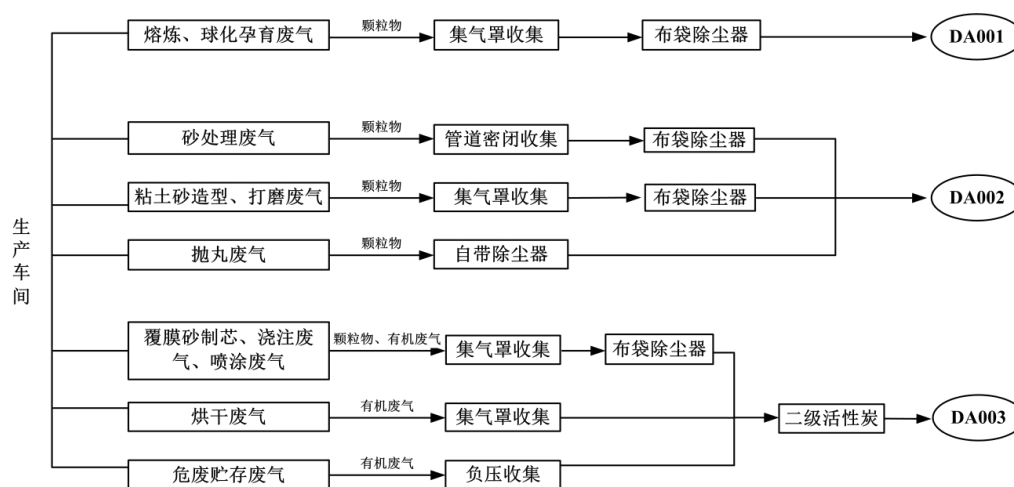 生产车间
熔炼、球化孕育废气
颗粒物
集气罩收集
布袋除尘器
DA001
砂处理废气
颗粒物
管道密闭收集
布袋除尘器
粘土砂造型、打磨废气
颗粒物
集气罩收集
布袋除尘器
DA002
抛丸废气
颗粒物
自带除尘器
覆膜砂制芯、浇注废
气、喷涂废气
颗粒物、有机废气
集气罩收集
布袋除尘器
烘干废气
有机废气
集气罩收集
二级活性炭
DA003
危废贮存废气
有机废气
负压收集